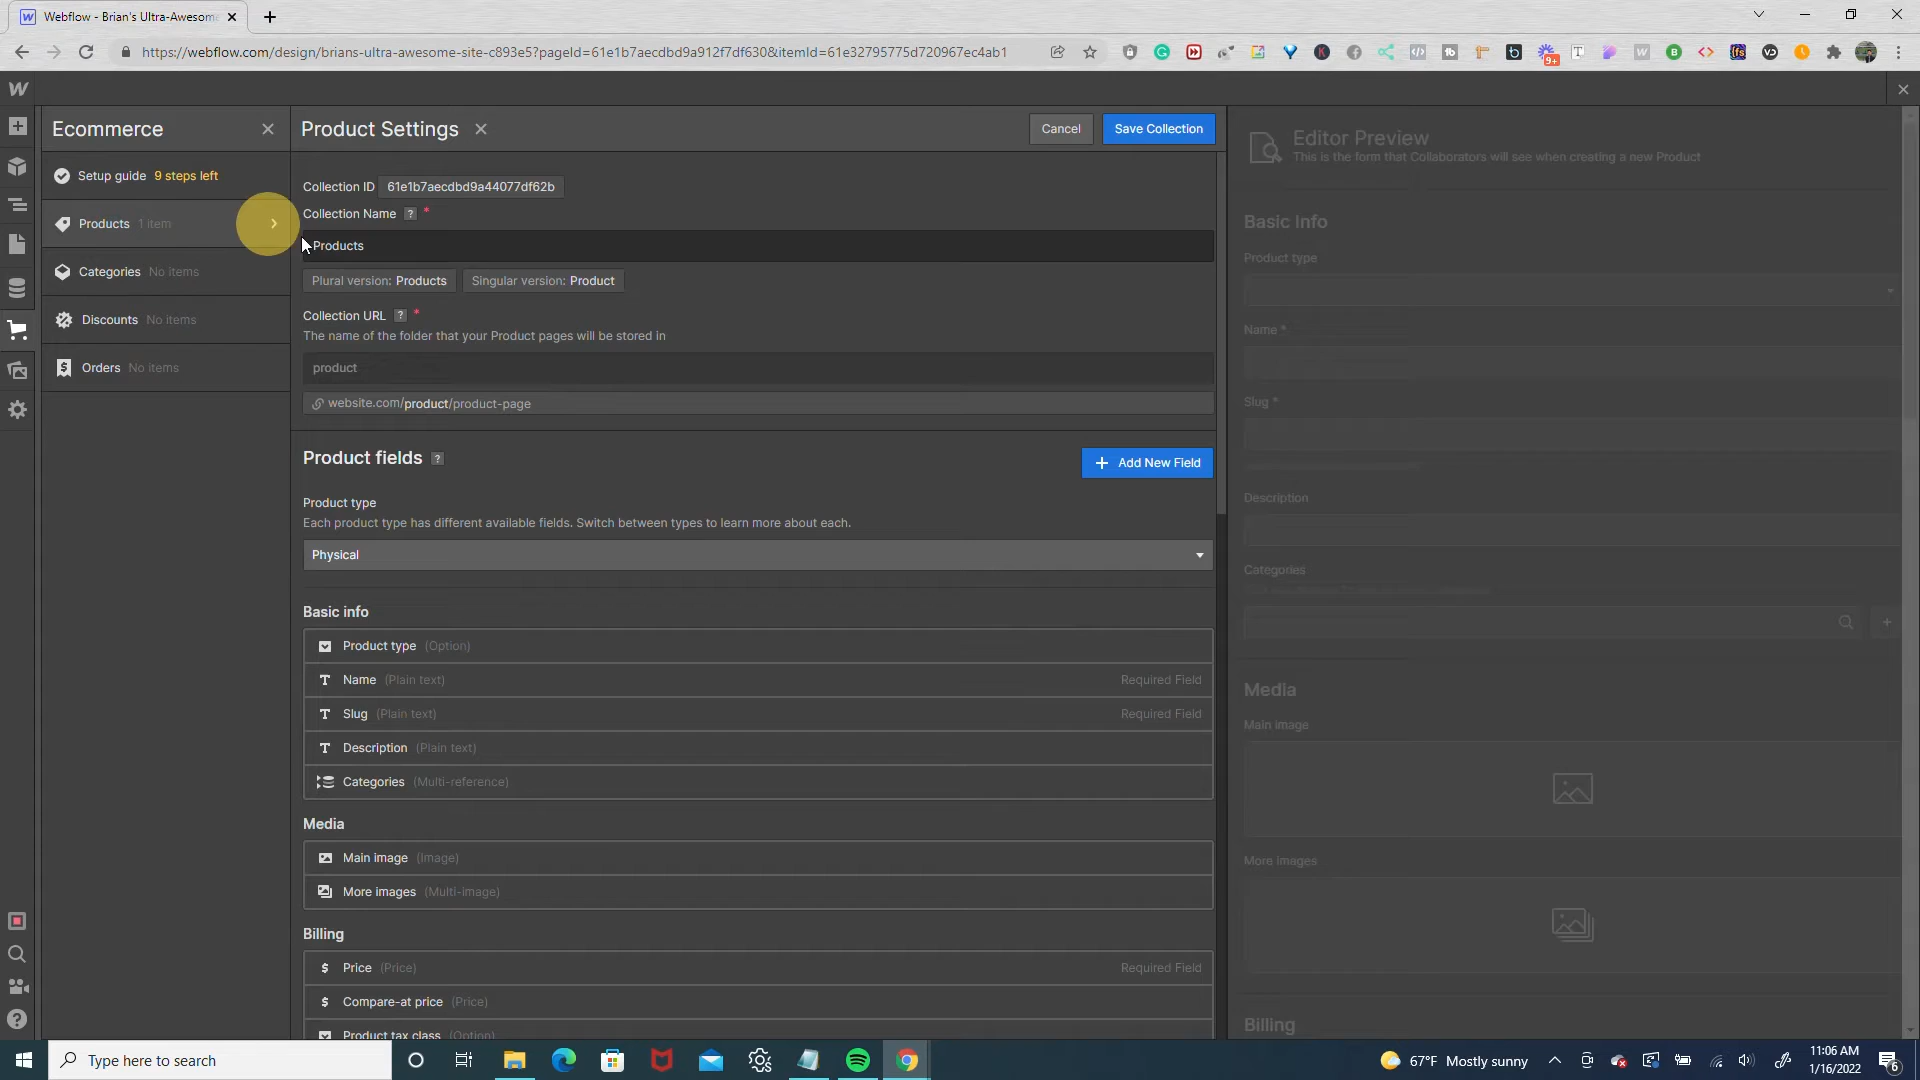 Webflow - Brian's Ultra-Awesome
https://webflow.com/design/brians-ultra-awesome-site-c893e5?pageId=61e1b7aecdbd9a912f7df630&itemId=61e32795775d720967ec4ab1
9+
Ecommerce
Product Settings
Cancel
Save Collection
Setup guide 9 steps left
Products 1 item
Categories No items
Discounts No items
Orders No items
Collection ID 61e1b7aecdbd9a44077df62b
Collection Name ? *
Products
Plural version: Products
Singular version: Product
Collection URL ? *
The name of the folder that your Product pages will be stored in
product
website.com/product/product-page
Product fields ?
Add New Field
Product type
Each product type has different available fields. Switch between types to learn more about each.
Physical
Basic info
Product type (Option)
Name (Plain text) Required Field
Slug (Plain text) Required Field
Description (Plain text)
Categories (Multi-reference)
Media
Main image (Image)
More images (Multi-image)
Billing
Price (Price) Required Field
Compare-at price (Price)
Product tax class (Option)
Editor Preview
This is the form that Collaborators will see when creating a new Product
Basic Info
Product type
Name *
Slug *
Description
Categories
Media
Main image
More images
Billing
Type here to search
67°F Mostly sunny
11:06 AM
1/16/2022
6